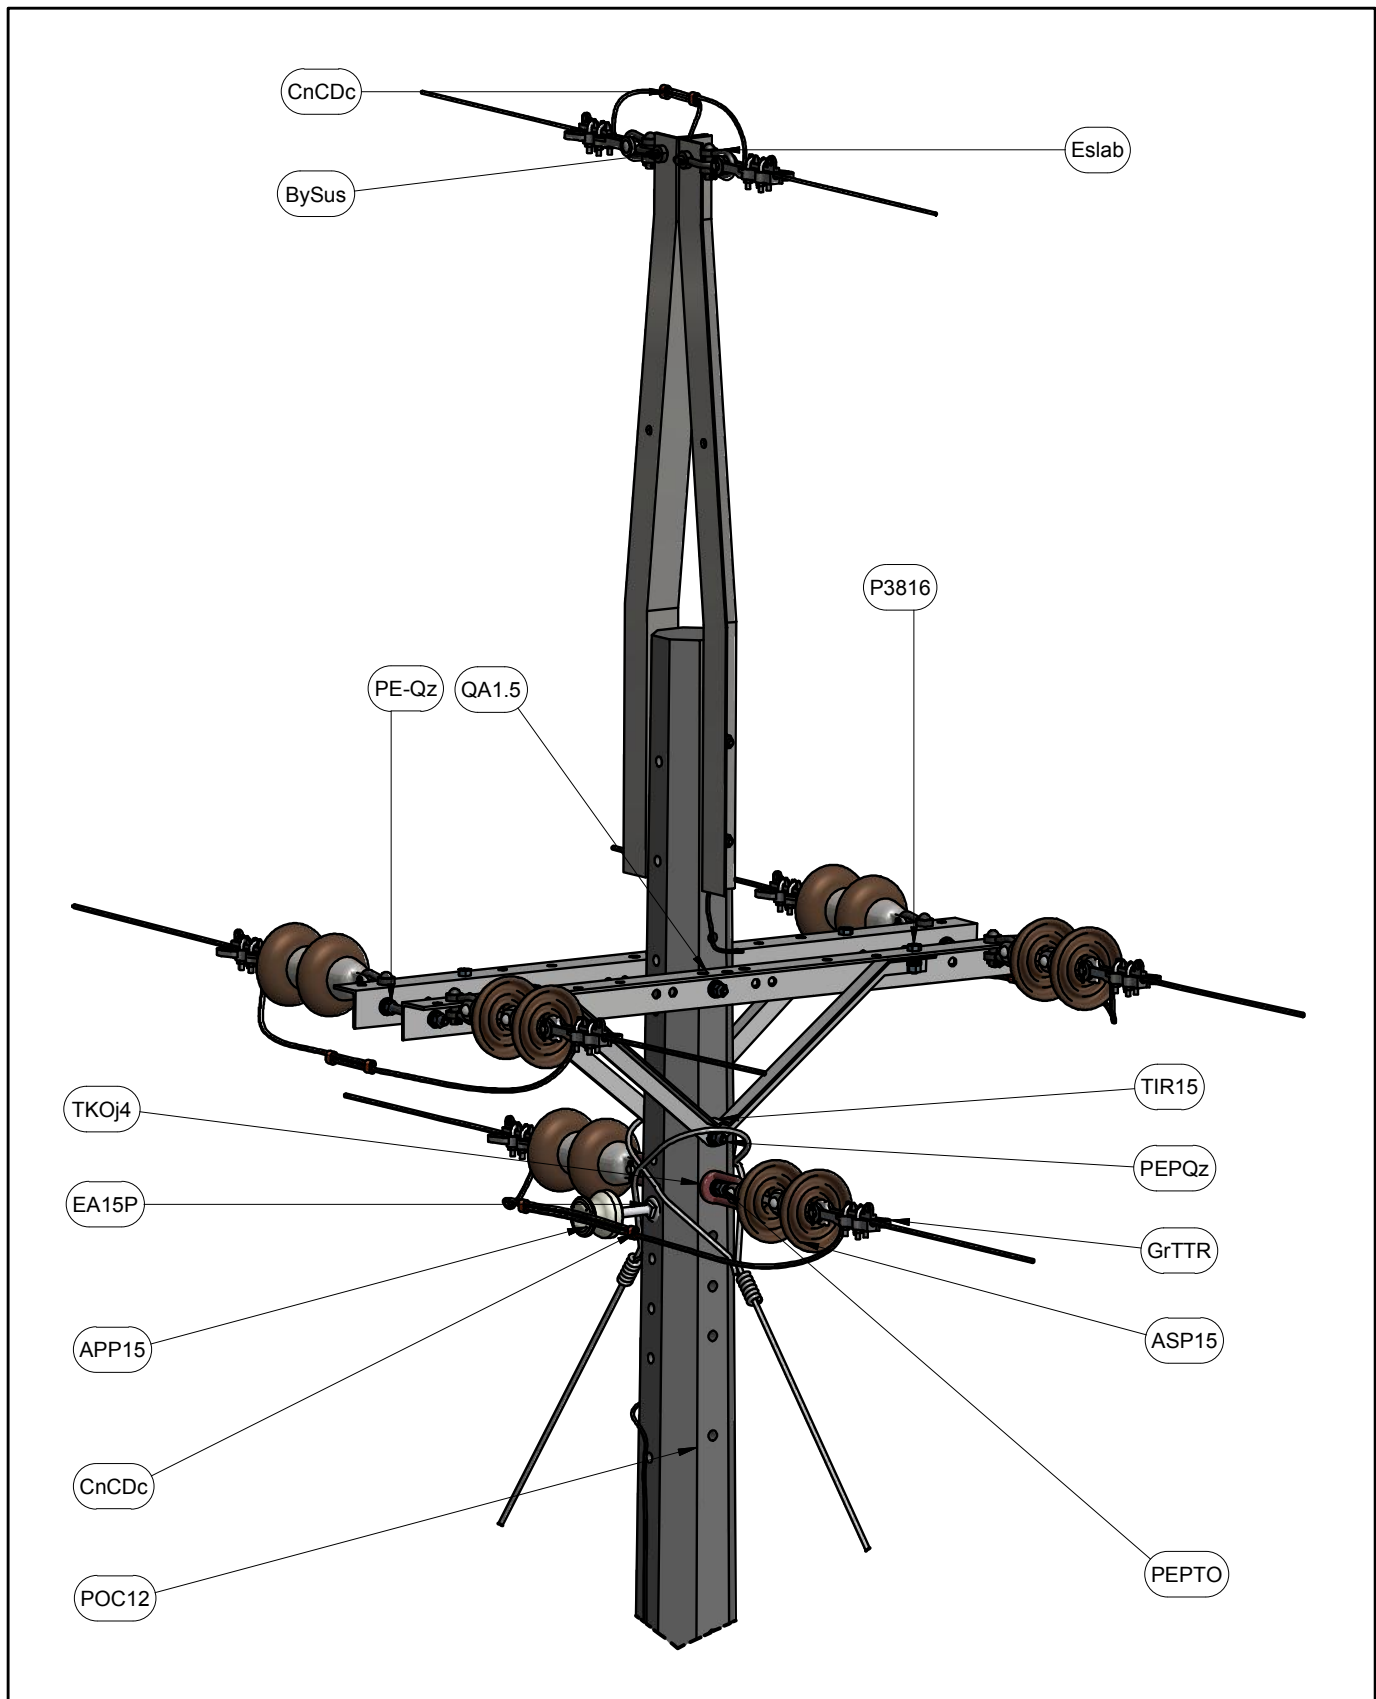 CnCDc
Eslab
BySus
P3816
PE-Qz
QA1.5
TIR15
TKOj4
PEPQz
EA15P
GrTTR
APP15
ASP15
CnCDc
PEPTO
POC12